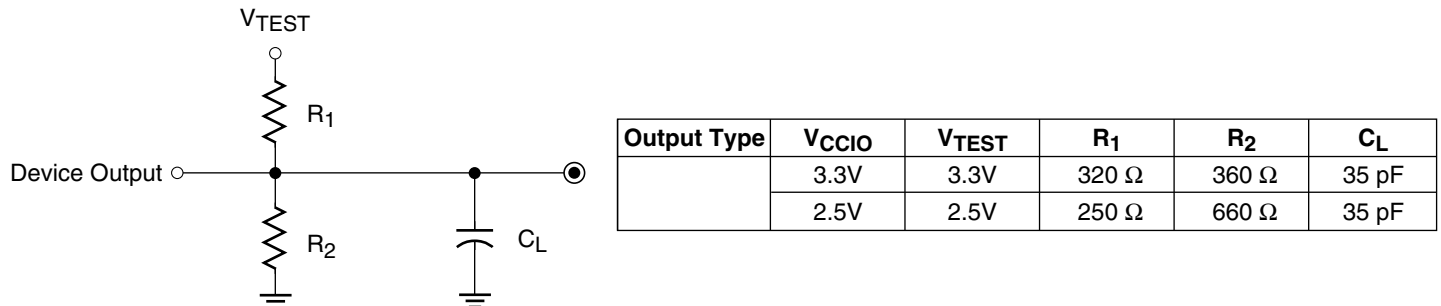 VTEST
R1
Device Output
R2
CL
Output Type VCCIO VTEST R1 R2 CL
3.3V 3.3V 320 Ω 360 Ω 35 pF
2.5V 2.5V 250 Ω 660 Ω 35 pF